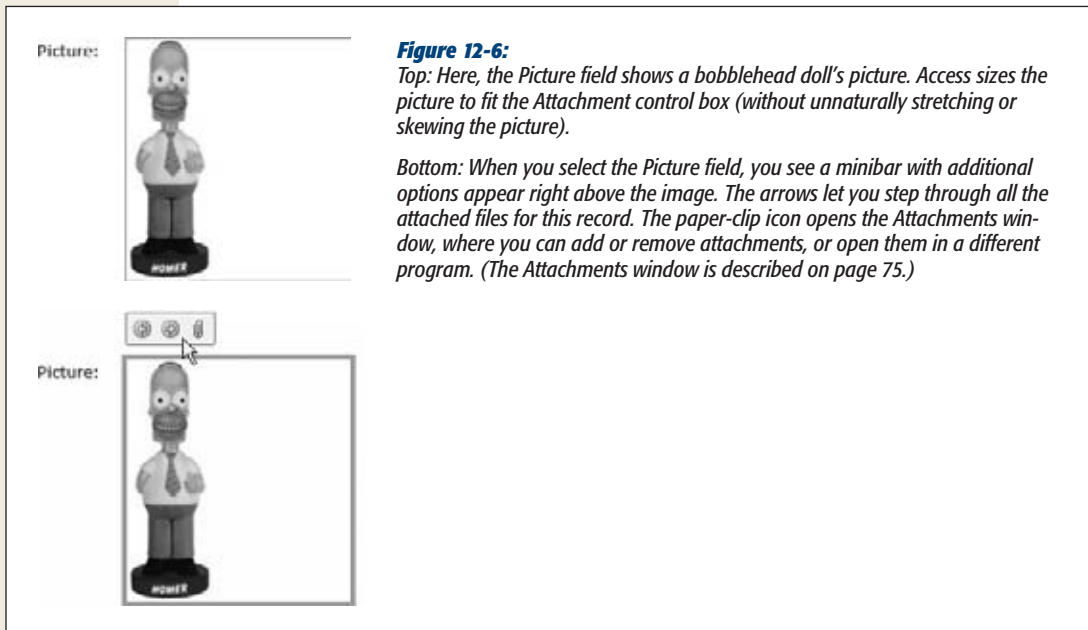 Picture:
HOMER
Figure 12-6:
Top: Here, the Picture field shows a bobblehead doll's picture. Access sizes the
picture to fit the Attachment control box (without unnaturally stretching or
skewing the picture).
Bottom: When you select the Picture field, you see a minibar with additional
options appear right above the image. The arrows let you step through all the
attached files for this record. The paper-clip icon opens the Attachments win-
dow, where you can add or remove attachments, or open them in a different
program. (The Attachments window is described on page 75.)
Picture:
HOMER